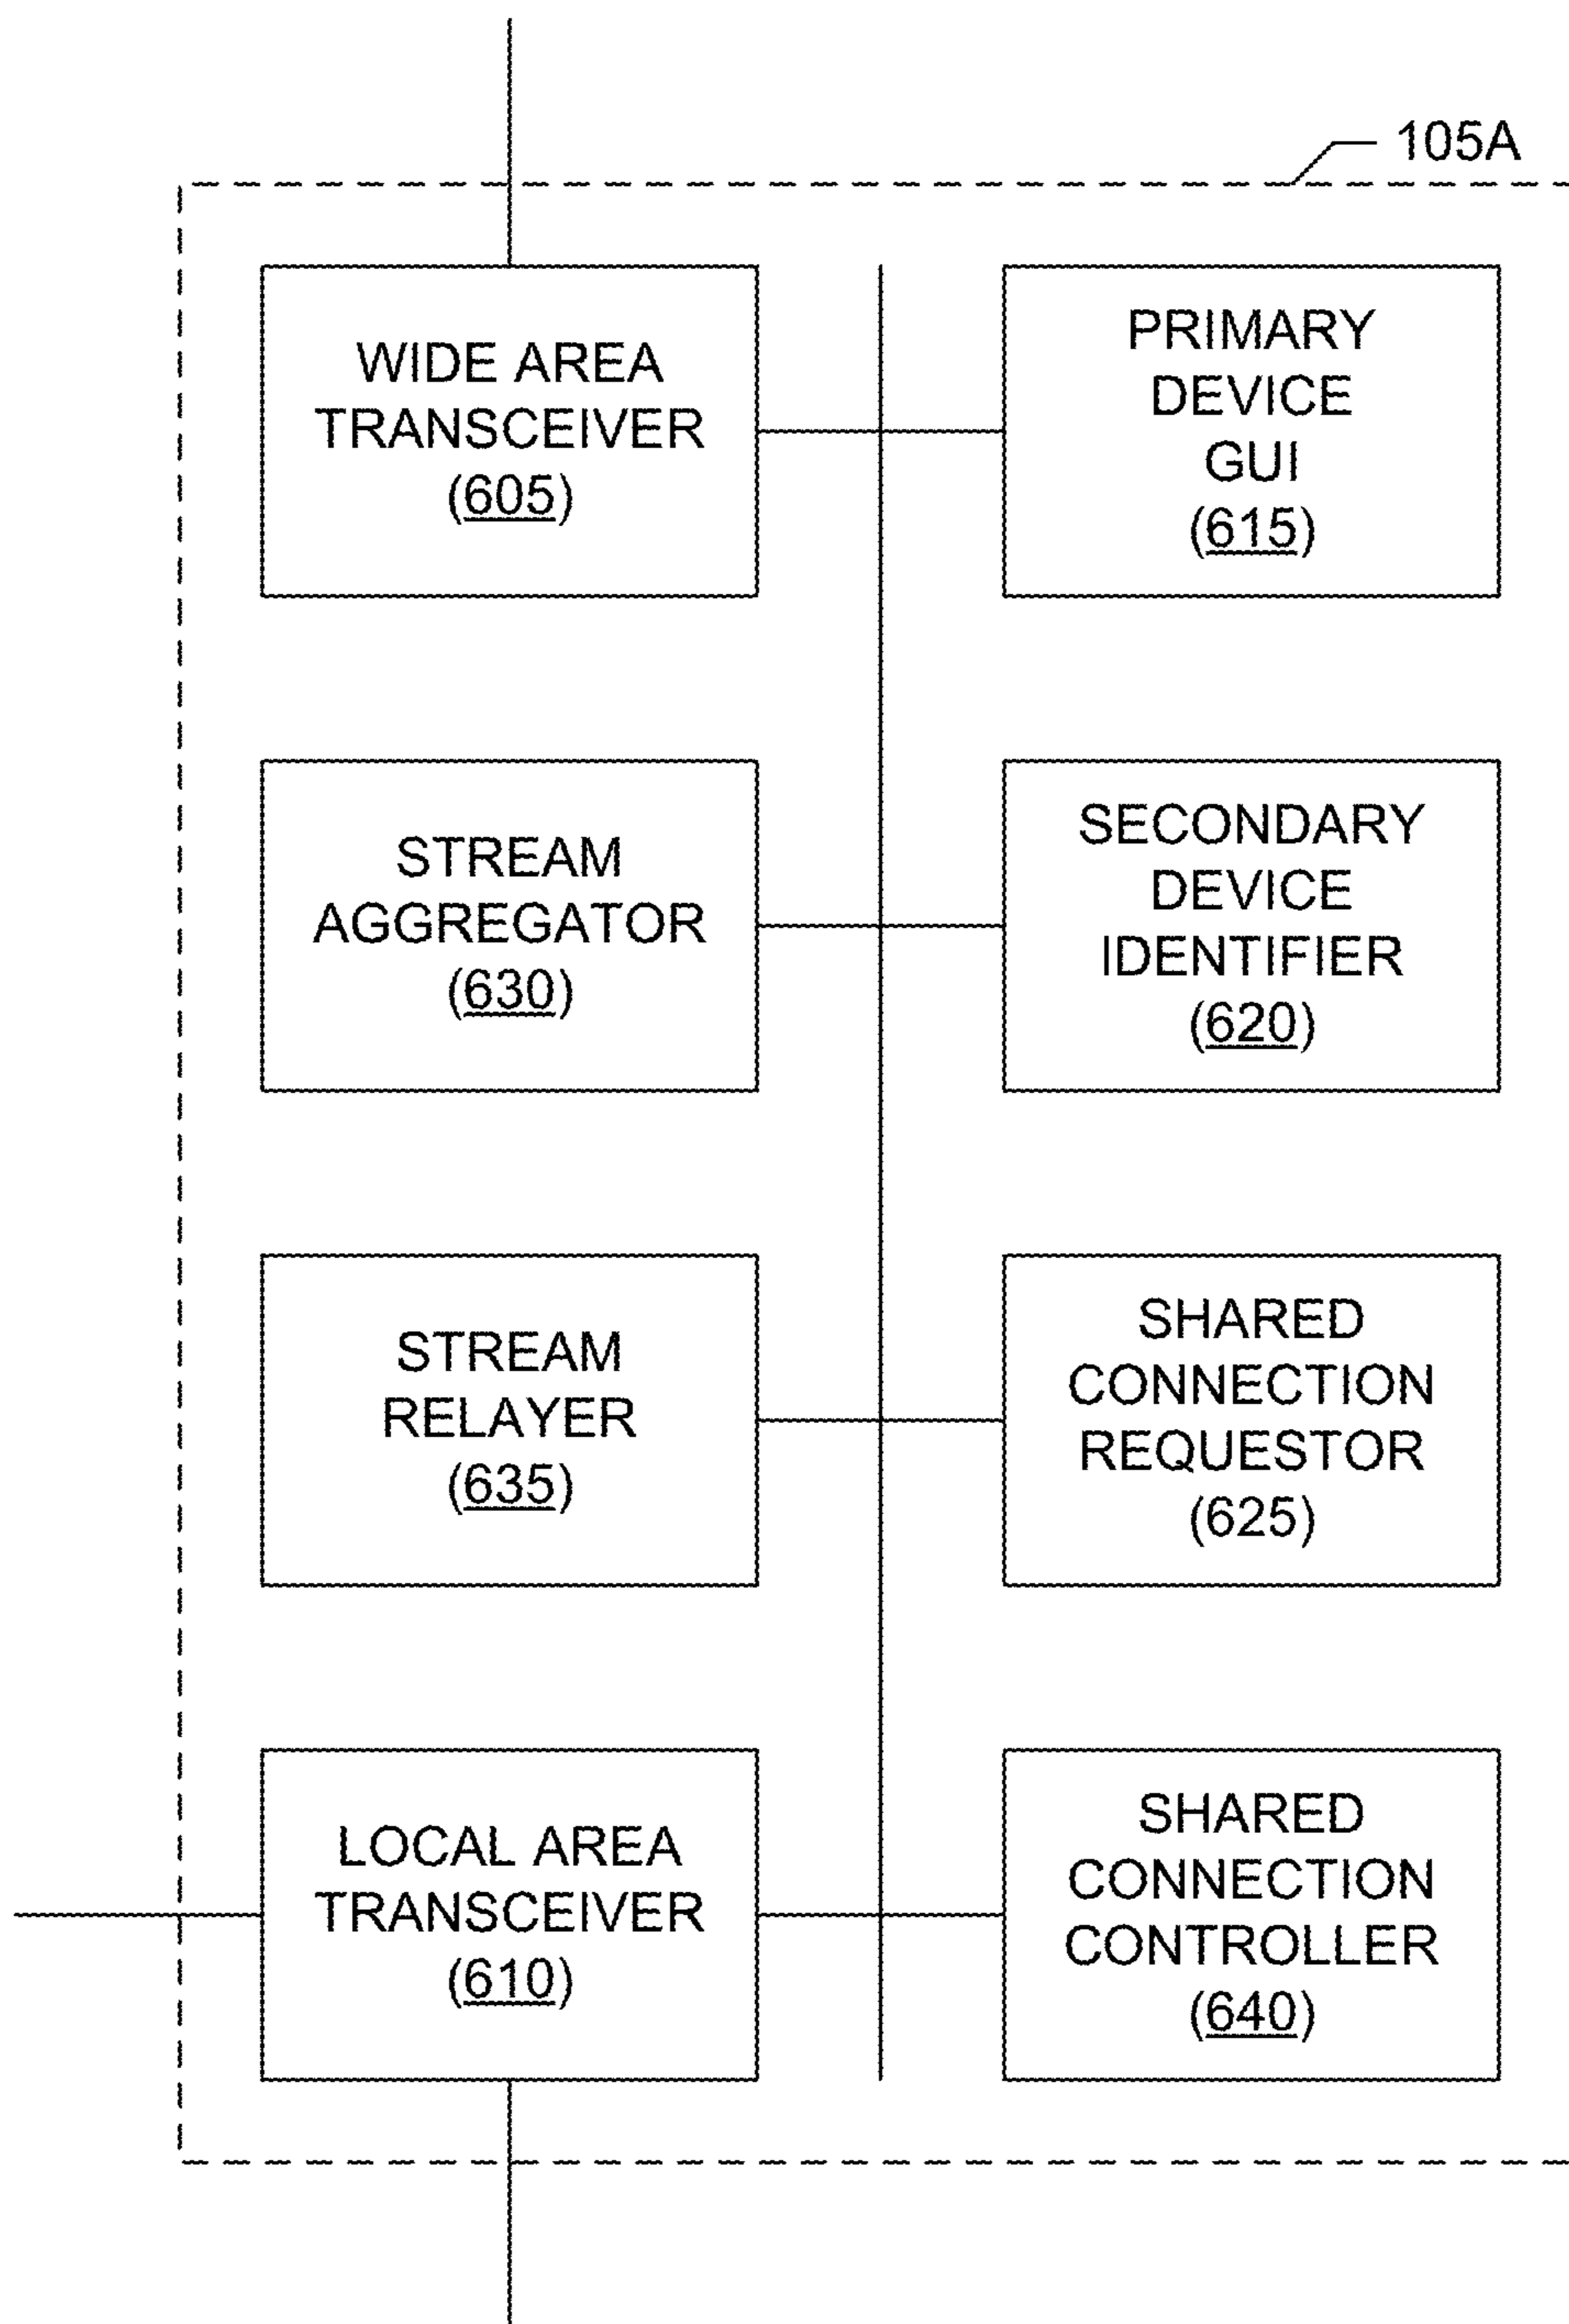 105A
WIDE AREA
TRANSCEIVER
(605)
PRIMARY
DEVICE
GUI
(615)
STREAM
AGGREGATOR
(630)
SECONDARY
DEVICE
IDENTIFIER
(620)
STREAM
RELAYER
(635)
SHARED
CONNECTION
REQUESTOR
(625)
LOCAL AREA
TRANSCEIVER
(610)
SHARED
CONNECTION
CONTROLLER
(640)